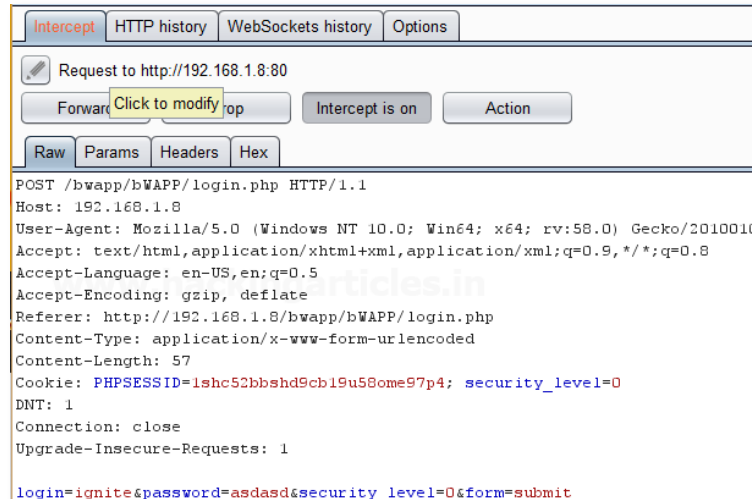 Intercept HTTP history WebSockets history Options
Request to http://192.168.1.8:80
Forward Click to modify rop Intercept is on Action
Raw Params Headers Hex
POST /bwapp/bWAPP/login.php HTTP/1.1
Host: 192.168.1.8
User-Agent: Mozilla/5.0 (Windows NT 10.0; Win64; x64; rv:58.0) Gecko/2010010
Accept: text/html,application/xhtml+xml,application/xml;q=0.9,*/*;q=0.8
Accept-Language: en-US,en;q=0.5
Accept-Encoding: gzip, deflate
www.hackingarticles.in
Referer: http://192.168.1.8/bwapp/bWAPP/login.php
Content-Type: application/x-www-form-urlencoded
Content-Length: 57
Cookie: PHPSESSID=1shc52bbshd9cb19u58ome97p4; security_level=0
DNT: 1
Connection: close
Upgrade-Insecure-Requests: 1
login=ignite&password=asdasd&security_level=0&form=submit